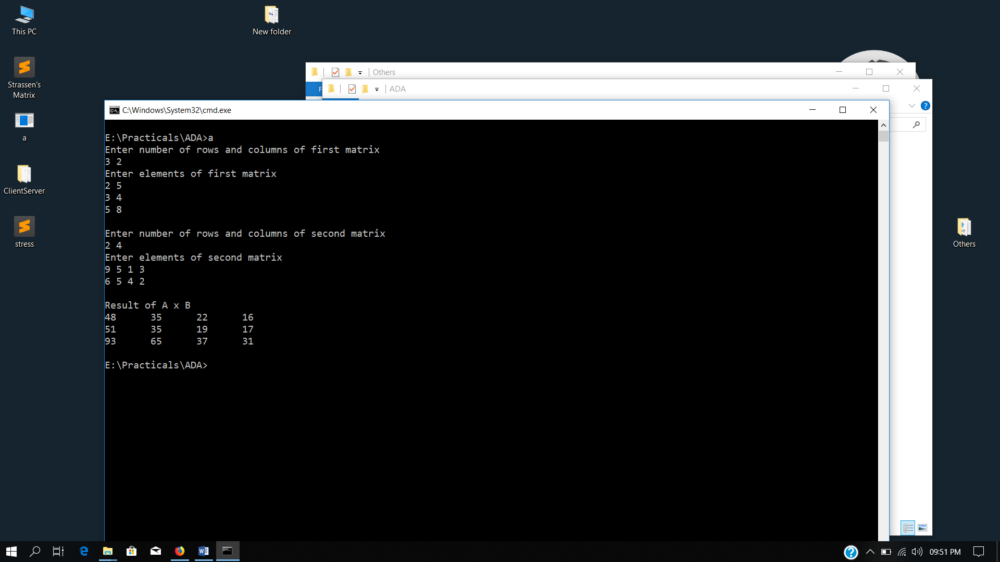 This PC
New folder
Strassen's
Matrix
a
ClientServer
stress
Others
Others
ADA
F
C:\Windows\System32\cmd.exe
E:\Practicals\ADA>a
Enter number of rows and columns of first matrix
3 2
Enter elements of first matrix
2 5
3 4
5 8
Enter number of rows and columns of second matrix
2 4
Enter elements of second matrix
9 5 1 3
6 5 4 2
Result of A x B
48 35 22 16
51 35 19 17
93 65 37 31
E:\Practicals\ADA>
09:51 PM